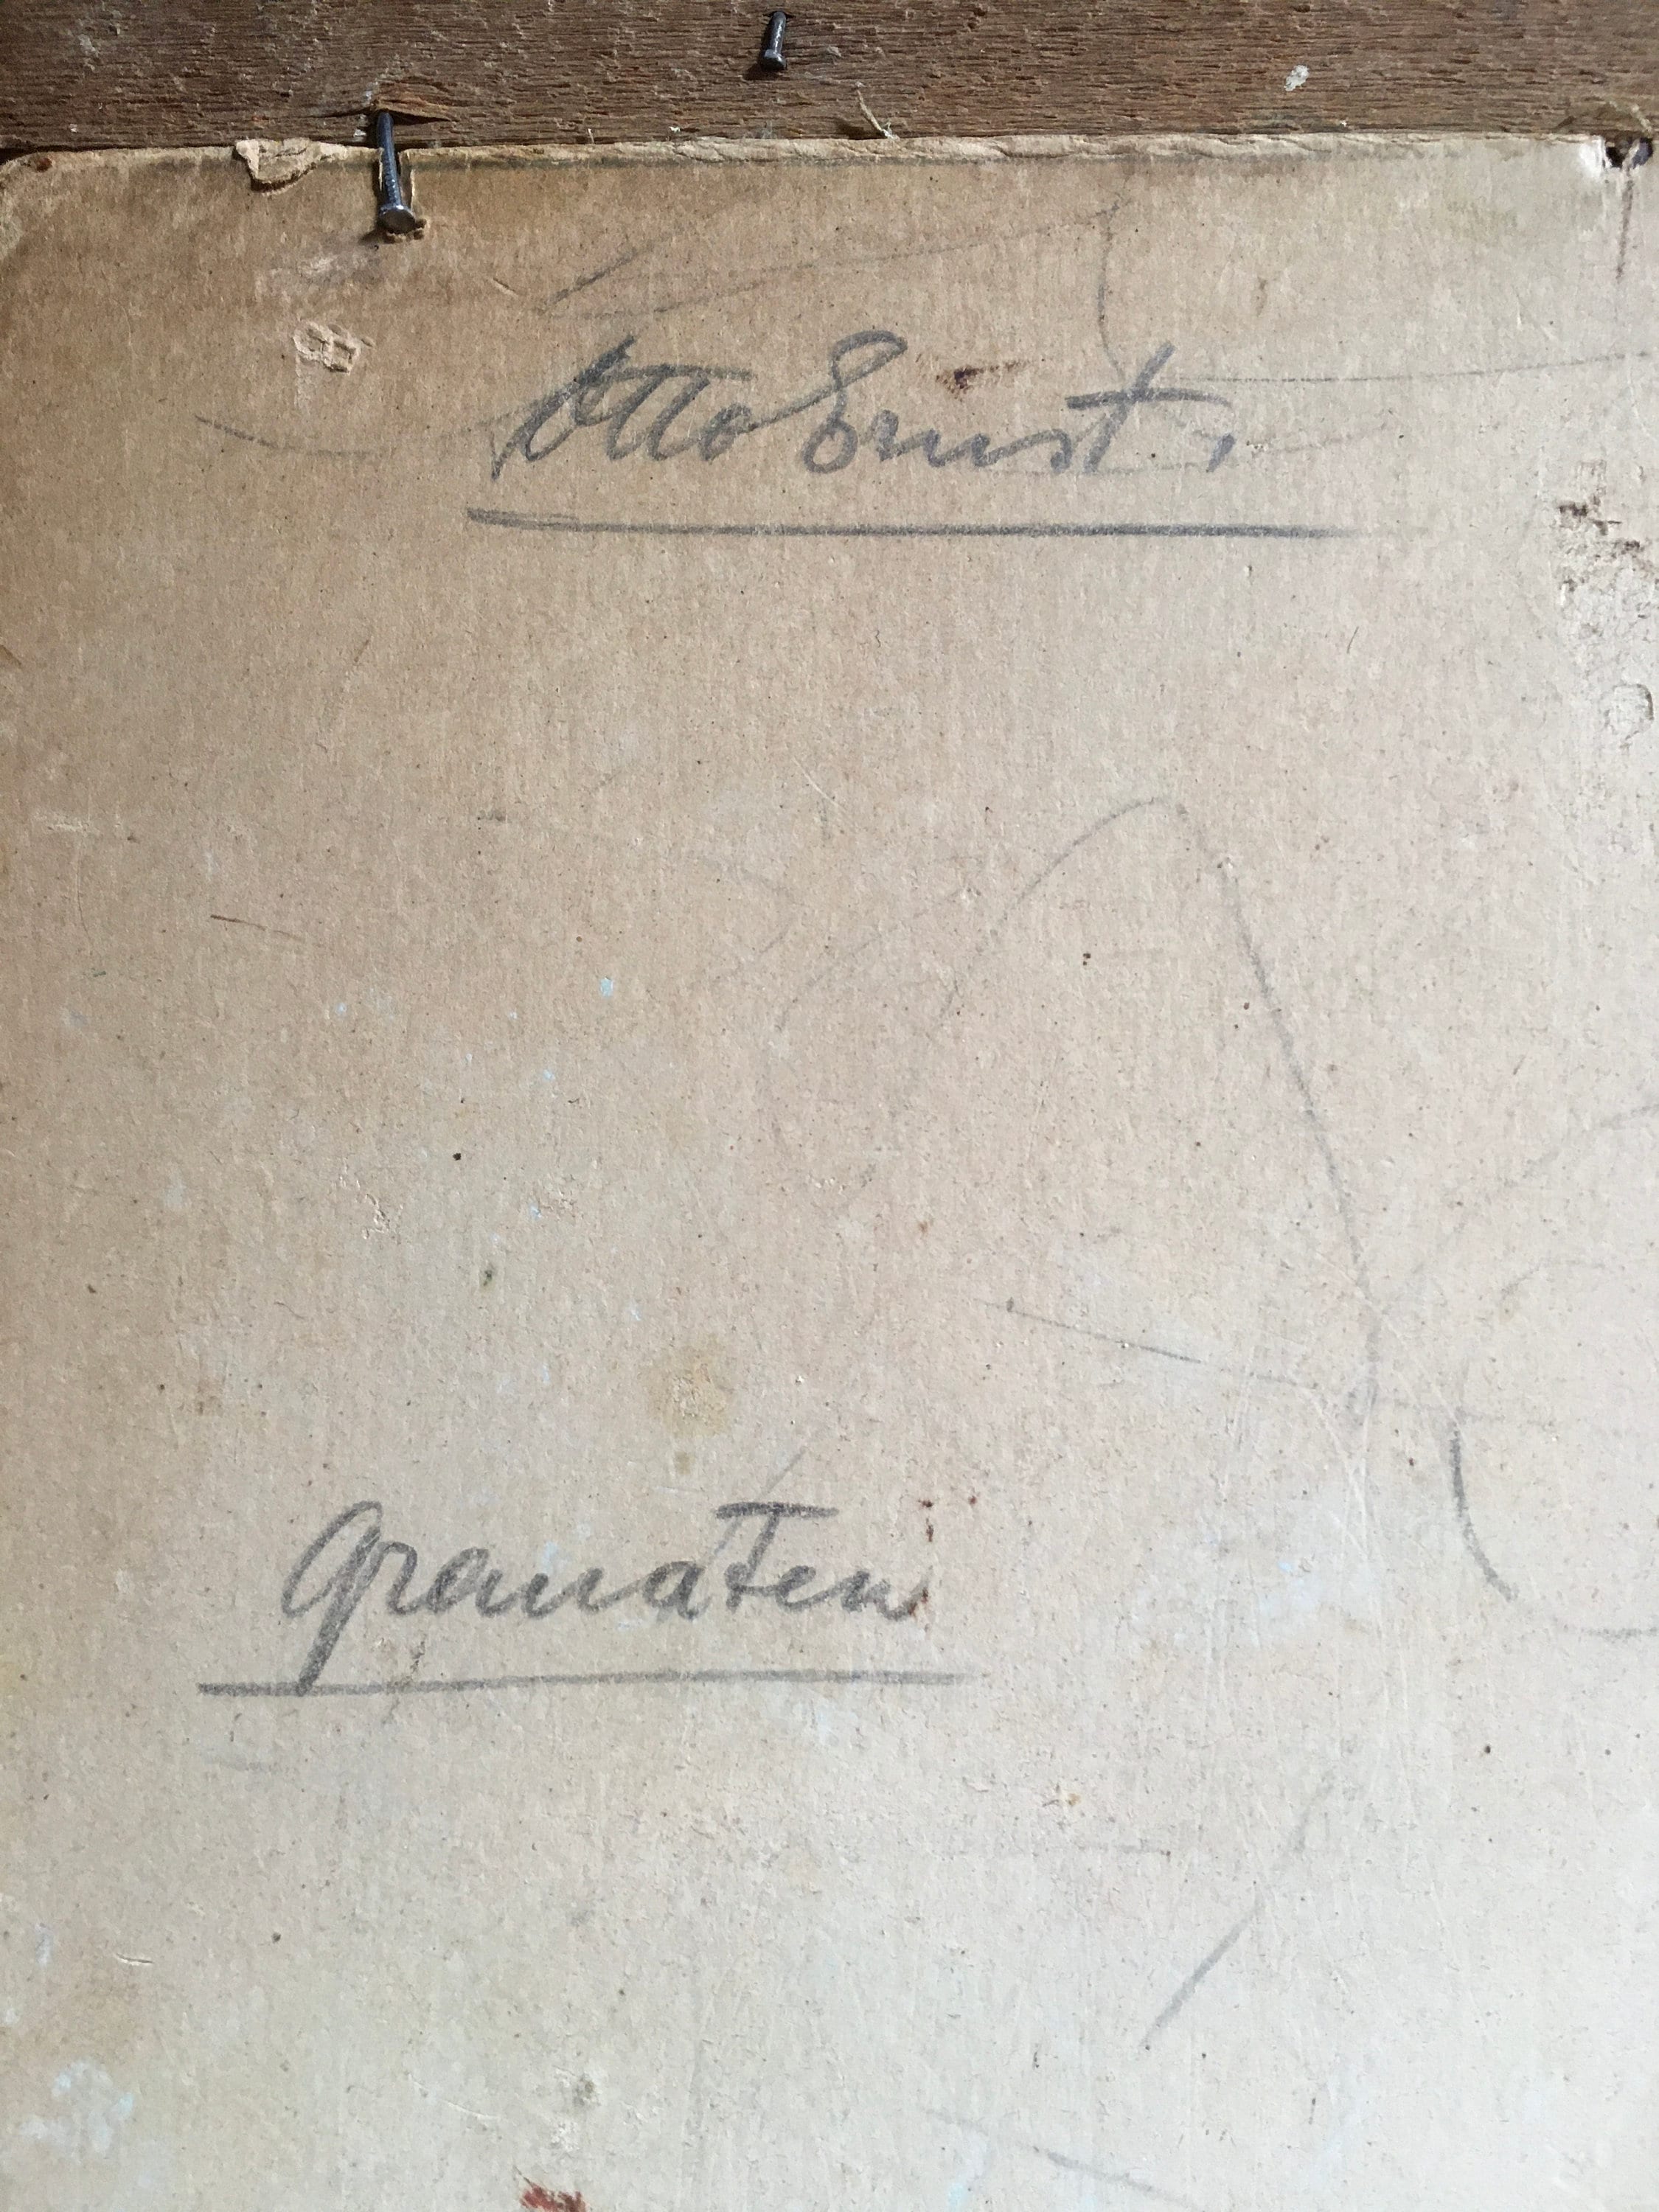 Otto Ernst,
Granaten